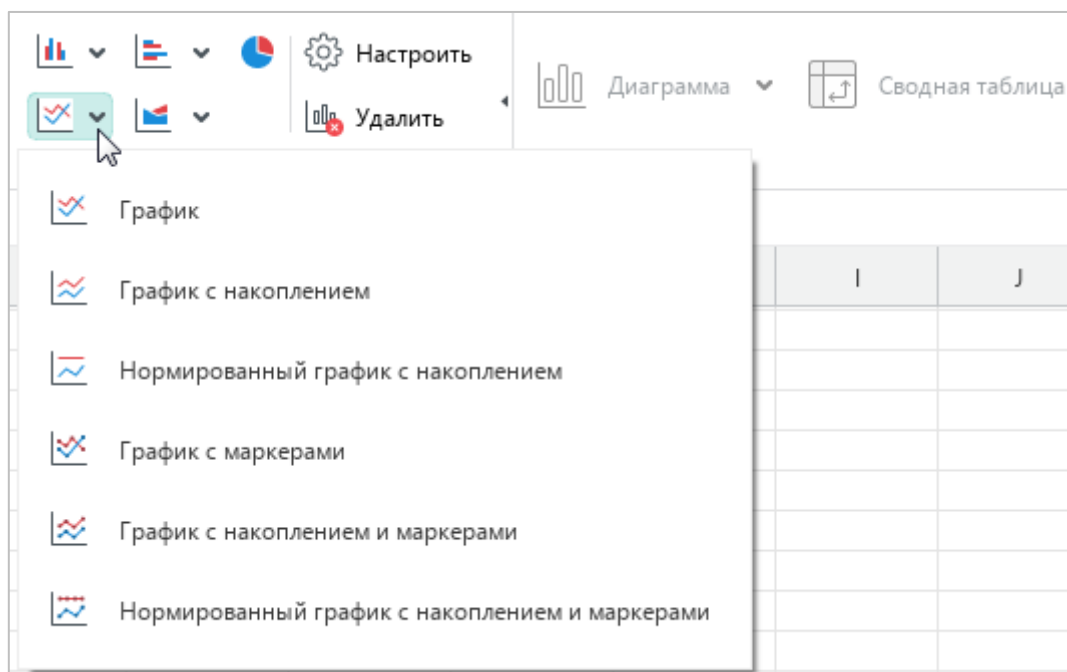 Настроить
Удалить
Диаграмма
Сводная таблица
График
График с накоплением
Нормированный график с накоплением
График с маркерами
График с накоплением и маркерами
Нормированный график с накоплением и маркерами
I
J